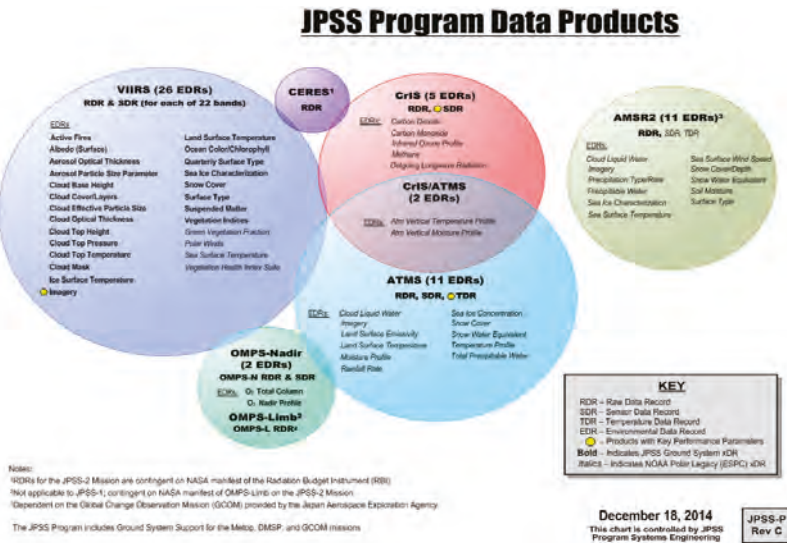 JPSS Program Data Products
VIIRS (26 EDRs)
RDR & SDR (for each of 22 bands)
EDRs
Active Fires
Albedo (Surface)
Aerosol Optical Thickness
Aerosol Particle Size Parameter
Cloud Base Height
Cloud Cover/Layers
Cloud Effective Particle Size
Cloud Optical Thickness
Cloud Top Height
Cloud Top Pressure
Cloud Top Temperature
Cloud Mask
Ice Surface Temperature
Imagery
Land Surface Temperature
Ocean Color/Chlorophyll
Quarterly Surface Type
Sea Ice Characterization
Snow Cover
Surface Type
Suspended Matter
Vegetation Indices
Green Vegetation Fraction
Polar Winds
Sea Surface Temperature
Vegetation Health Index Suite
CERES¹
RDR
CrIS (5 EDRs)
RDR, SDR
EDRs:
Carbon Dioxide
Carbon Monoxide
Infrared Ozone Profile
Methane
Outgoing Longwave Radiation
CrIS/ATMS
(2 EDRs)
EDRs:
Atm Vertical Temperature Profile
Atm Vertical Moisture Profile
ATMS (11 EDRs)
RDR, SDR, TDR
EDRs:
Cloud Liquid Water
Imagery
Land Surface Emissivity
Land Surface Temperature
Moisture Profile
Rainfall Rate
Sea Ice Concentration
Snow Cover
Snow Water Equivalent
Temperature Profile
Total Precipitable Water
AMSR2 (11 EDRs)³
RDR, SDR, TDR
EDRs:
Cloud Liquid Water
Imagery
Precipitation Type/Rate
Precipitable Water
Sea Ice Characterization
Sea Surface Temperature
Sea Surface Wind Speed
Snow Cover/Depth
Snow Water Equivalent
Soil Moisture
Surface Type
OMPS-Nadir
(2 EDRs)
OMPS-N RDR & SDR
EDRs:
O₃ Total Column
O₃ Nadir Profile
OMPS-Limb²
OMPS-L RDR²
KEY
RDR – Raw Data Record
SDR – Sensor Data Record
TDR – Temperature Data Record
EDR – Environmental Data Record
– Products with Key Performance Parameters
Bold – Indicates JPSS Ground System xDR
Italics – Indicates NOAA Polar Legacy (ESPC) xDR
Notes:
¹RDRs for the JPSS-2 Mission are contingent on NASA manifest of the Radiation Budget Instrument (RBI)
²Not applicable to JPSS-1; contingent on NASA manifest of OMPS-Limb on the JPSS-2 Mission
³Dependent on the Global Change Observation Mission (GCOM) provided by the Japan Aerospace Exploration Agency
The JPSS Program includes Ground System Support for the Metop, DMSP, and GCOM missions
December 18, 2014
This chart is controlled by JPSS
Program Systems Engineering
JPSS-P
Rev C